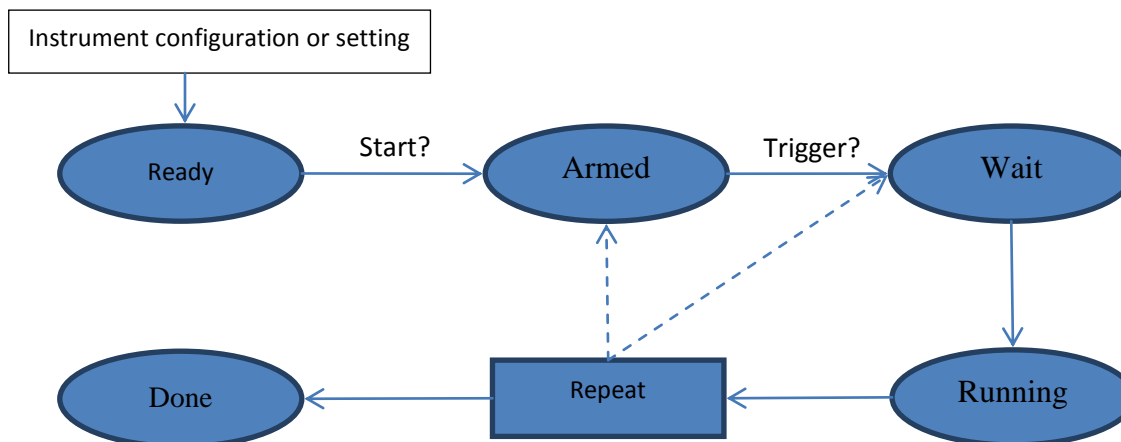 Instrument configuration or setting
Start?
Trigger?
Ready
Armed
Wait
Done
Repeat
Running